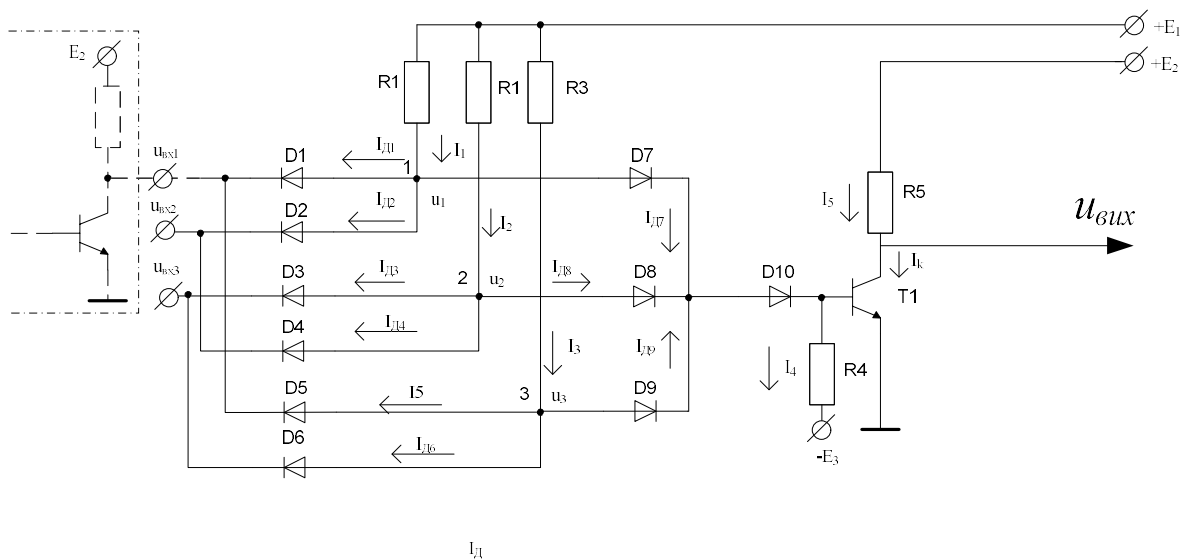 +E1
E2
+E2
R1
R1
R3
uвх1
D1
IД1
1
I1
D7
R5
I5
uвх2
D2
IД2
u1
I2
IД7
uвих
uвх3
D3
IД3
2
u2
IД8
D8
D10
Ik
T1
D4
IД4
I3
IД9
I4
R4
D5
I5
3
u3
D9
D6
IД6
-E3
IД